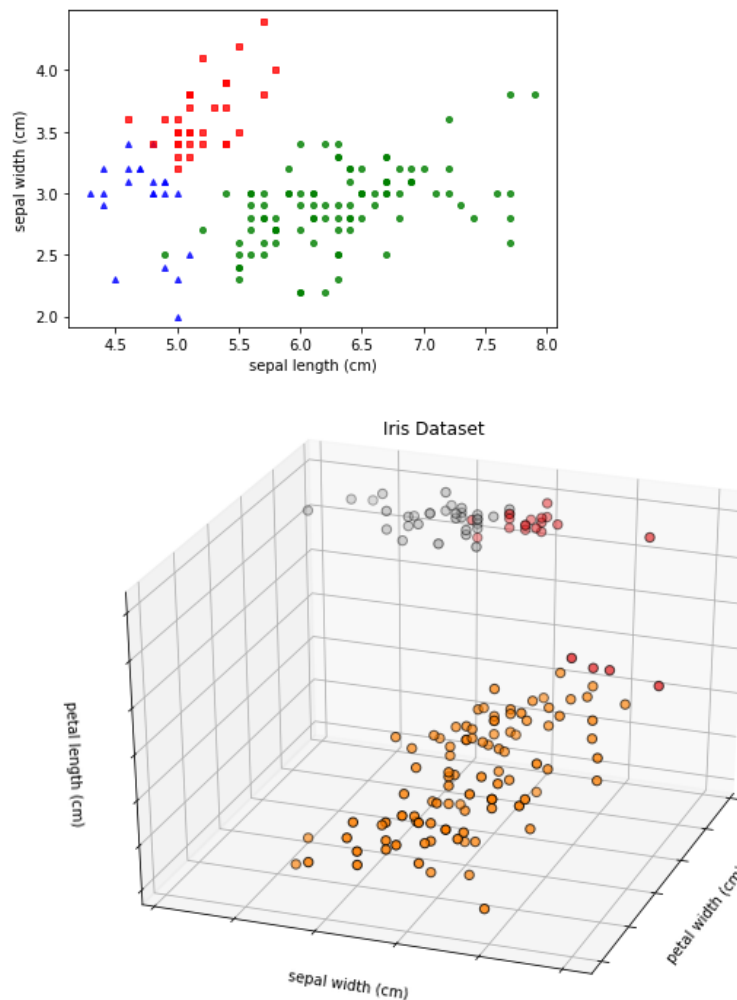 4.0
3.5
3.0
2.5
2.0
sepal width (cm)
4.5 5.0 5.5 6.0 6.5 7.0 7.5 8.0
sepal length (cm)
Iris Dataset
petal length (cm)
petal width (cm)
sepal width (cm)